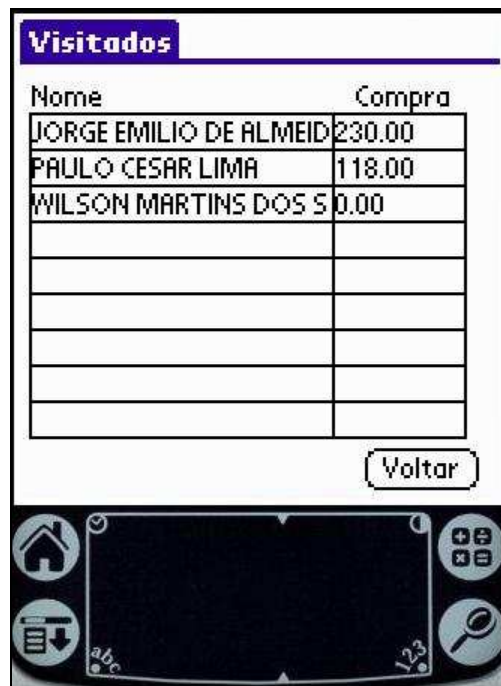 Visitados
Nome Compra
JORGE EMILIO DE ALMEID 230.00
PAULO CESAR LIMA 118.00
WILSON MARTINS DOS S 0.00
Voltar
abc 123